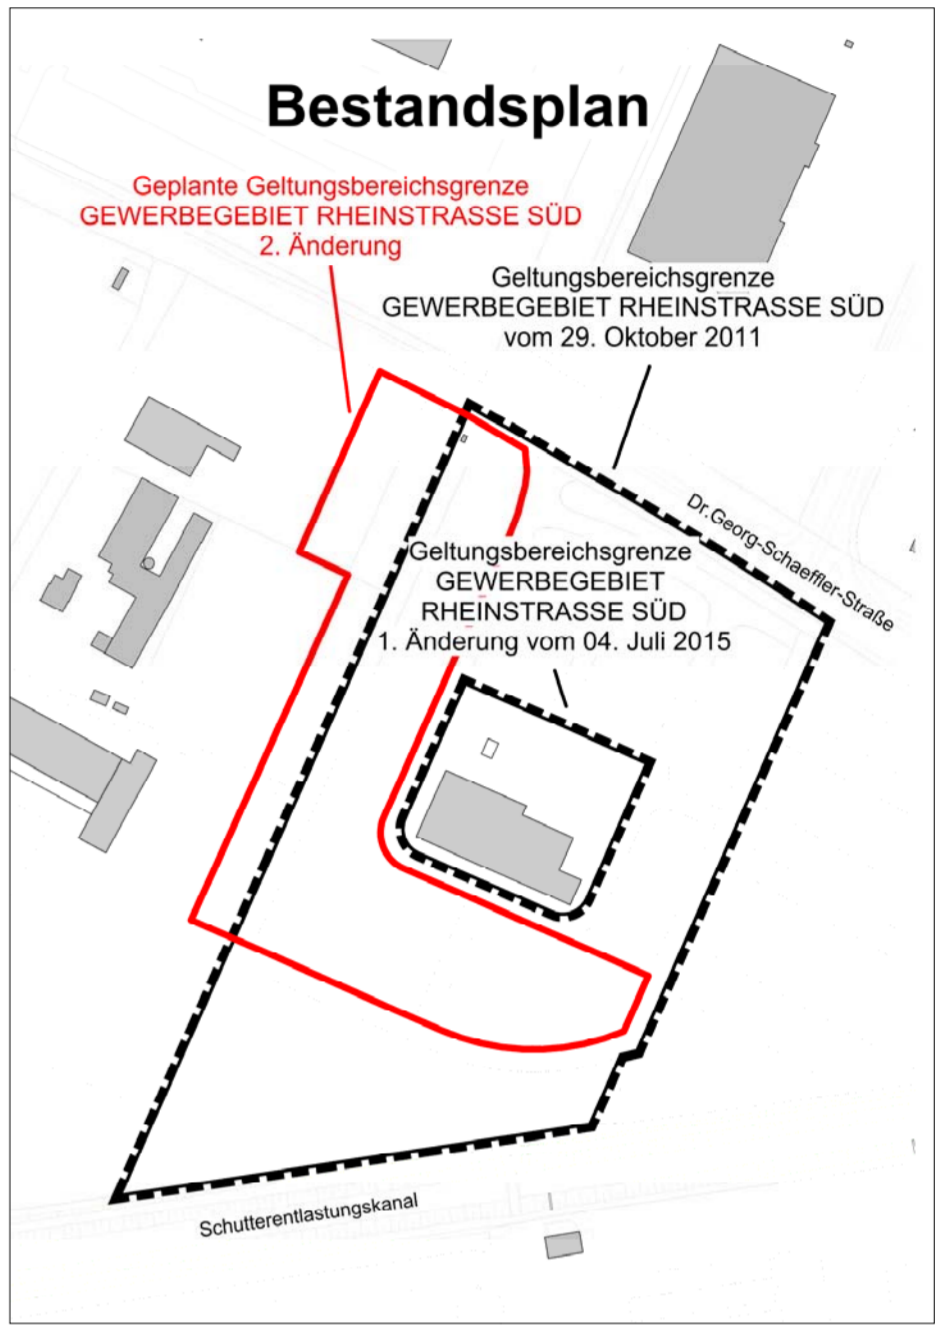 Bestandsplan
Geplante Geltungsbereichsgrenze
GEWERBEGEBIET RHEINSTRASSE SÜD
2. Änderung
Geltungsbereichsgrenze
GEWERBEGEBIET RHEINSTRASSE SÜD
vom 29. Oktober 2011
Dr.Georg-Schaeffler-Straße
Geltungsbereichsgrenze
GEWERBEGEBIET
RHEINSTRASSE SÜD
1. Änderung vom 04. Juli 2015
Schutterentlastungskanal